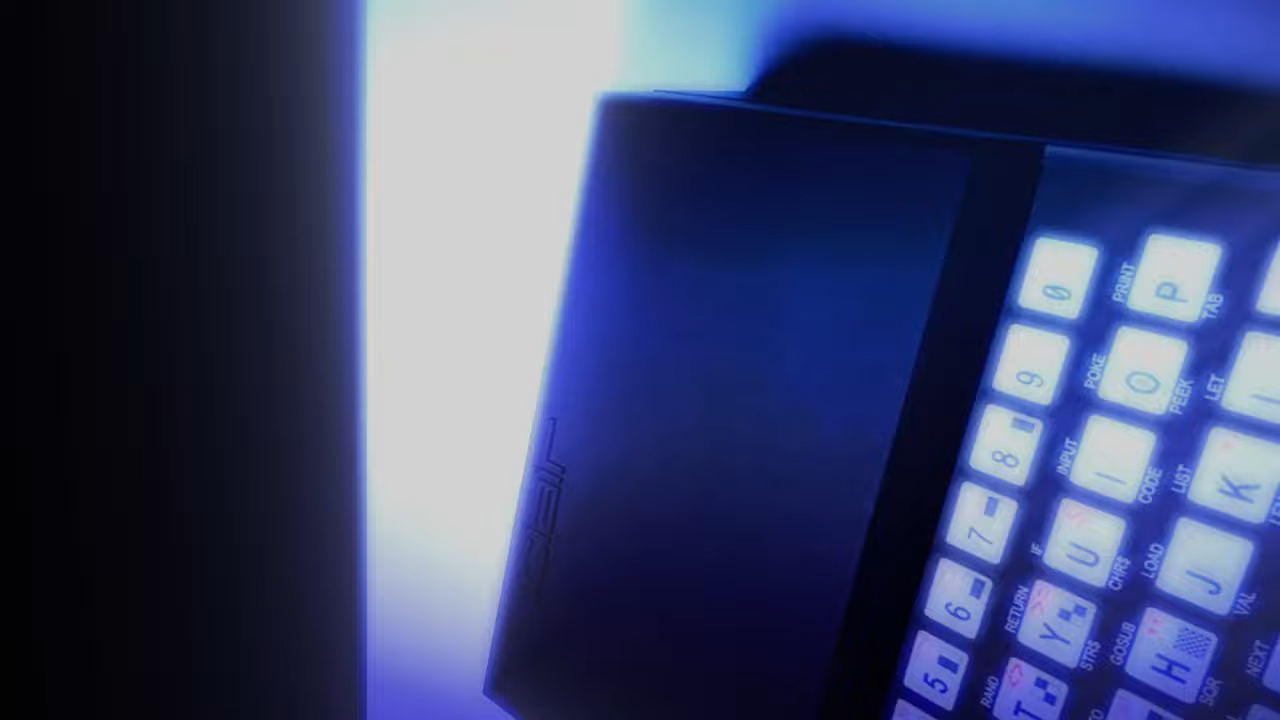 5 6 7 8 9 0
RAND RETURN IF INPUT POKE PRINT
T Y U I O P
STR$ CHR$ CODE PEEK TAB
GOSUB LOAD LIST LET
H J K
SQR VAL
NEXT